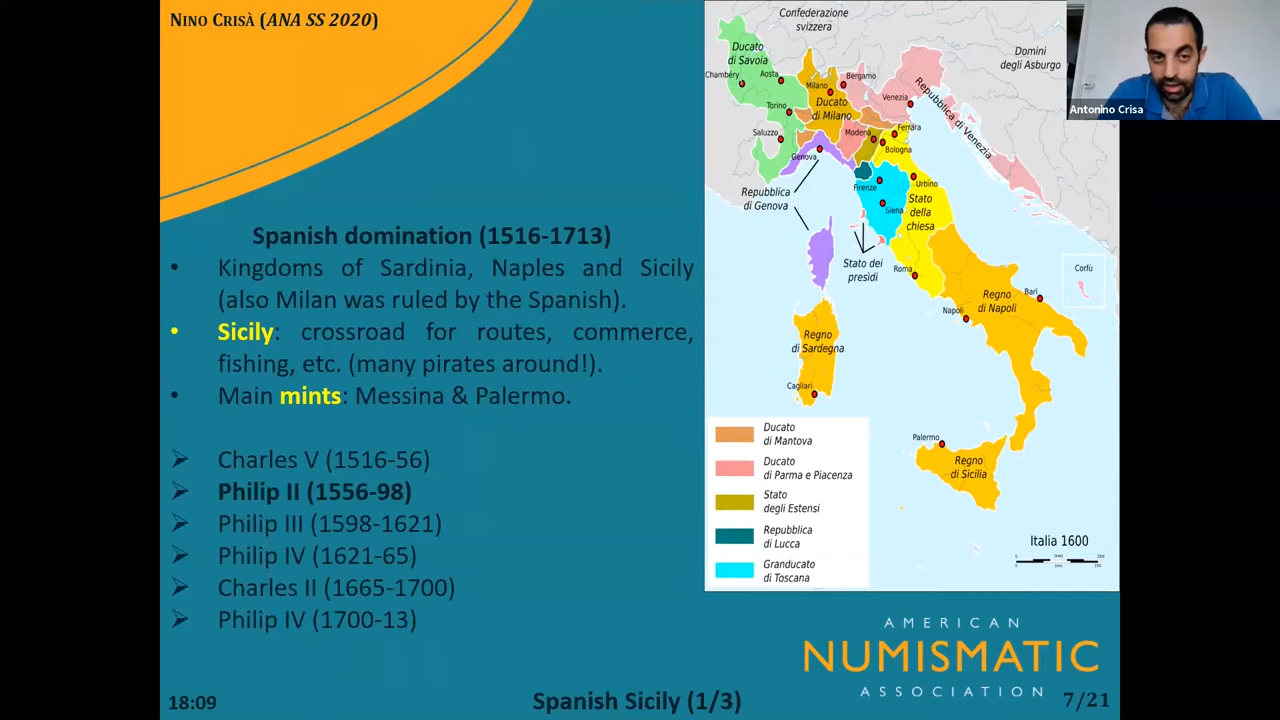 NINO CRISÀ (ANA SS 2020)
Spanish domination (1516-1713)
• Kingdoms of Sardinia, Naples and Sicily
(also Milan was ruled by the Spanish).
• Sicily: crossroad for routes, commerce,
fishing, etc. (many pirates around!).
• Main mints: Messina & Palermo.
➢ Charles V (1516-56)
➢ Philip II (1556-98)
➢ Philip III (1598-1621)
➢ Philip IV (1621-65)
➢ Charles II (1665-1700)
➢ Philip IV (1700-13)
Confederazione
svizzera
Domini
degli Asburgo
Ducato
di Savoia
Chambéry
Aosta
Milano
Bergamo
Ducato
di Milano
Venezia
Repubblica di Venezia
Torino
Saluzzo
Genova
Modena
Ferrara
Bologna
Repubblica
di Genova
Firenze
Urbino
Siena
Stato
della
chiesa
Stato dei
presìdi
Roma
Corfù
Regno
di Napoli
Bari
Napoli
Regno
di Sardegna
Cagliari
Palermo
Regno
di Sicilia
Ducato
di Mantova
Ducato
di Parma e Piacenza
Stato
degli Estensi
Repubblica
di Lucca
Granducato
di Toscana
Italia 1600
Antonino Crisa
AMERICAN
NUMISMATIC
ASSOCIATION
18:09
Spanish Sicily (1/3)
7/21